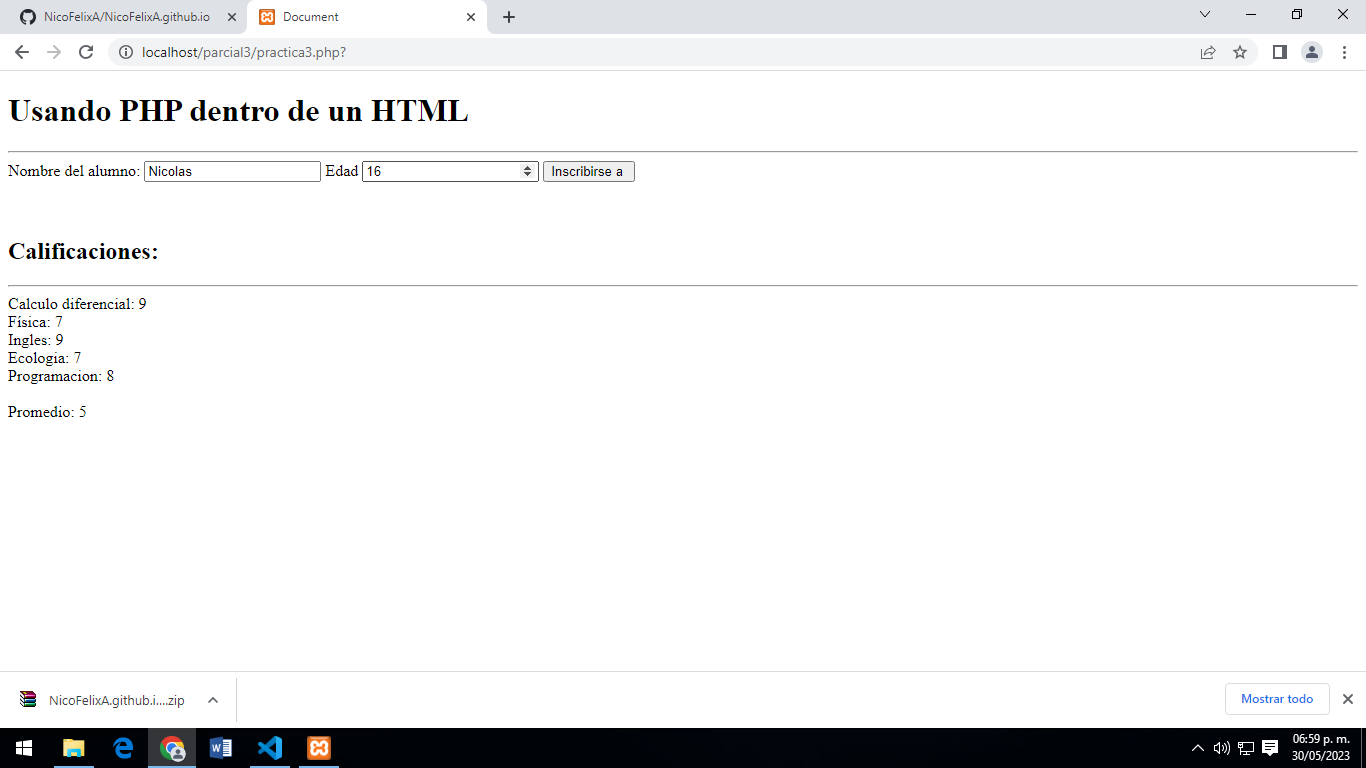 NicoFelixA/NicoFelixA.github.io
Document
localhost/parcial3/practica3.php?
Usando PHP dentro de un HTML
Nombre del alumno: Nicolas Edad 16 Inscribirse a
Calificaciones:
Calculo diferencial: 9
Física: 7
Ingles: 9
Ecologia: 7
Programacion: 8
Promedio: 5
NicoFelixA.github.i....zip
Mostrar todo
06:59 p. m.
30/05/2023